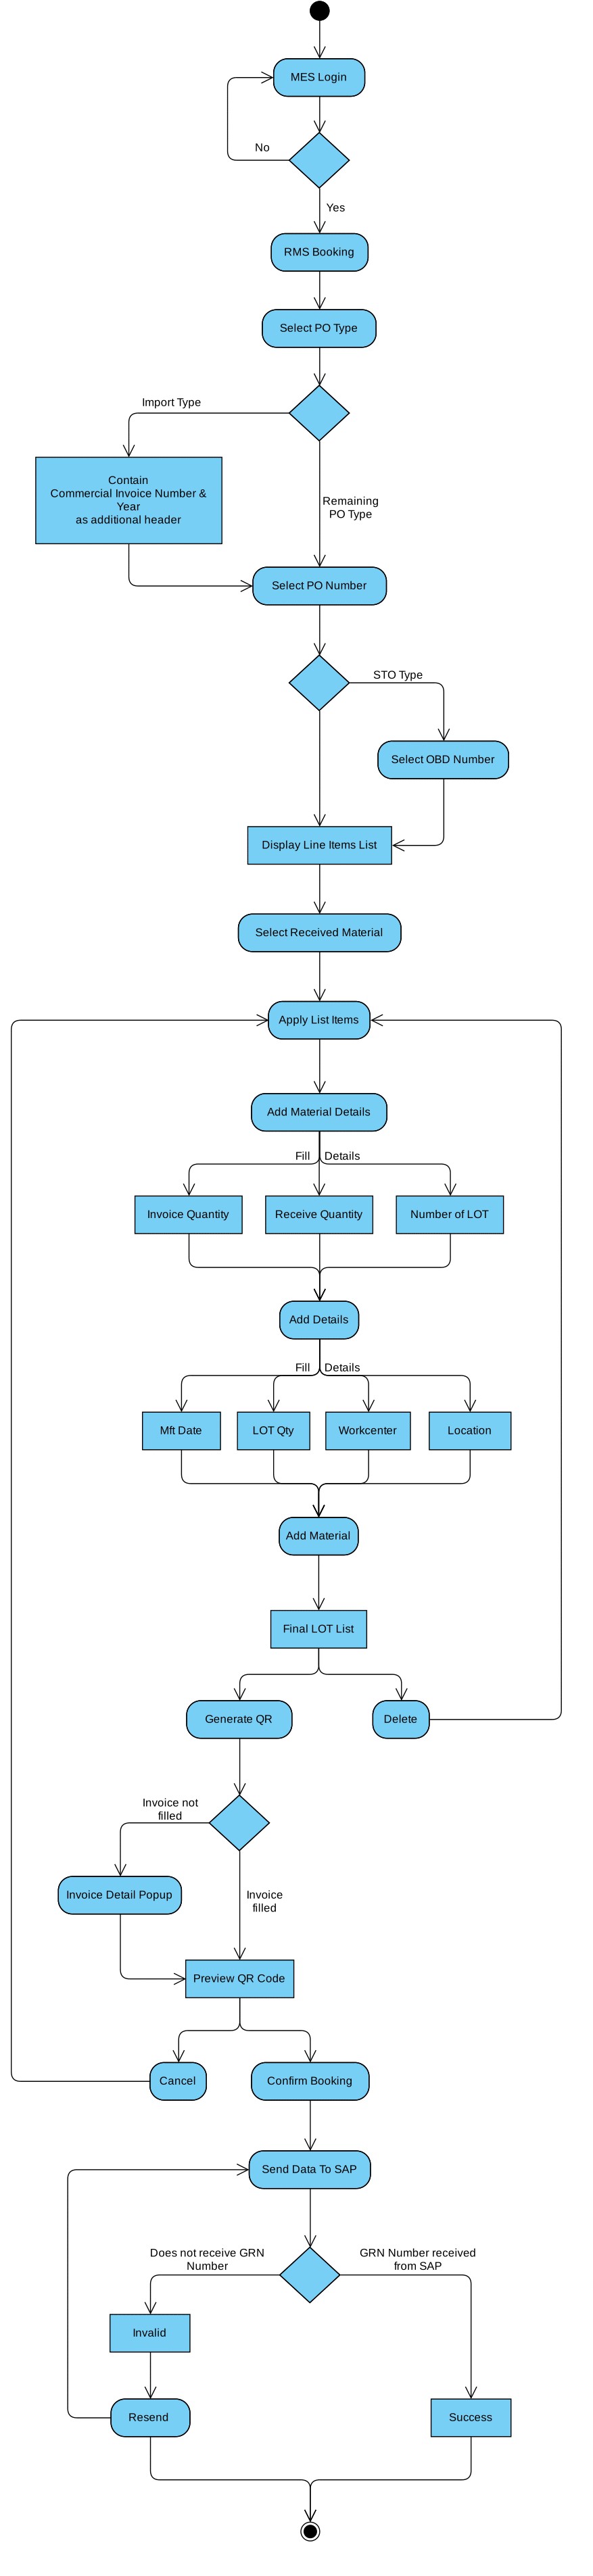 MES Login
No
Yes
RMS Booking
Select PO Type
Import Type
Contain
Commercial Invoice Number &
Year
as additional header
Remaining
PO Type
Select PO Number
STO Type
Select OBD Number
Display Line Items List
Select Received Material
Apply List Items
Add Material Details
Fill Details
Invoice Quantity
Receive Quantity
Number of LOT
Add Details
Fill Details
Mft Date
LOT Qty
Workcenter
Location
Add Material
Final LOT List
Generate QR
Delete
Invoice not
filled
Invoice Detail Popup
Invoice
filled
Preview QR Code
Cancel
Confirm Booking
Send Data To SAP
Does not receive GRN
Number
GRN Number received
from SAP
Invalid
Resend
Success